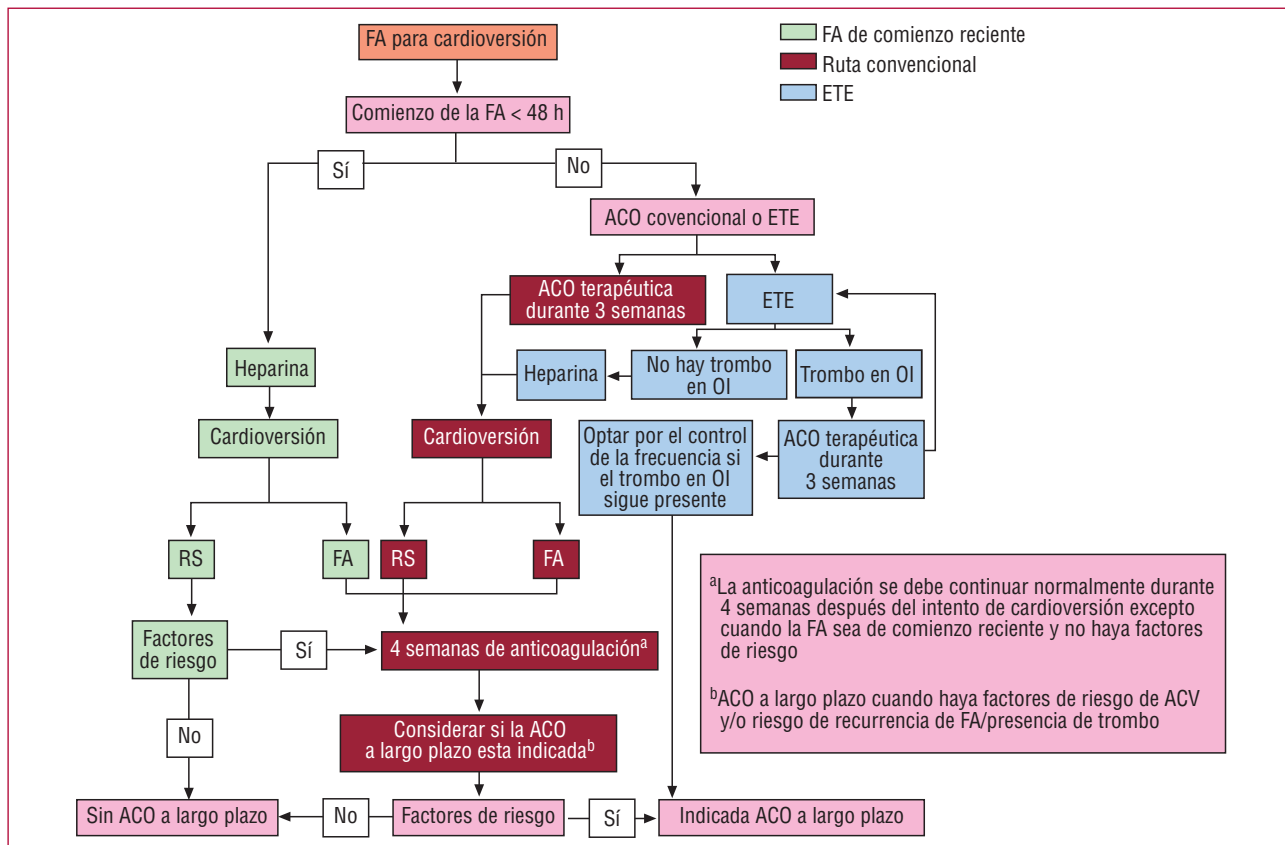 FA para cardioversión
FA de comienzo reciente
Ruta convencional
ETE
Comienzo de la FA < 48 h
Sí
No
ACO covencional o ETE
ACO terapéutica
durante 3 semanas
ETE
Heparina
Heparina
No hay trombo
en OI
Trombo en OI
Cardioversión
Cardioversión
Optar por el control
de la frecuencia si
el trombo en OI
sigue presente
ACO terapéutica
durante
3 semanas
RS
FA
RS
FA
Factores
de riesgo
Sí
4 semanas de anticoagulaciónᵃ
No
Considerar si la ACO
a largo plazo esta indicadaᵇ
Sin ACO a largo plazo
No
Factores de riesgo
Sí
Indicada ACO a largo plazo
ᵃLa anticoagulación se debe continuar normalmente durante
4 semanas después del intento de cardioversión excepto
cuando la FA sea de comienzo reciente y no haya factores
de riesgo
ᵇACO a largo plazo cuando haya factores de riesgo de ACV
y/o riesgo de recurrencia de FA/presencia de trombo